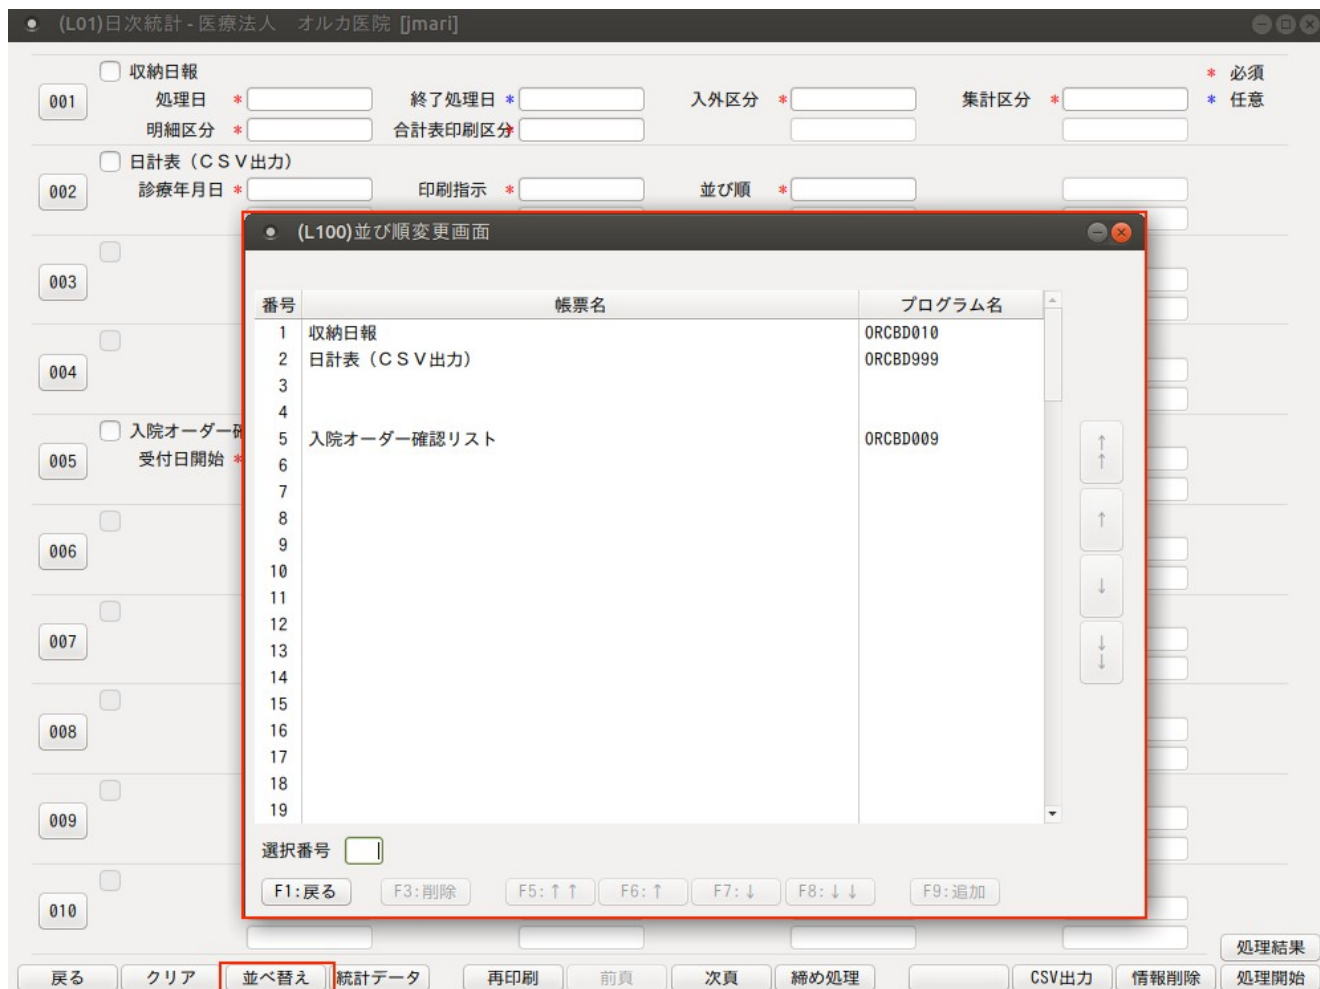 (L01)日次統計 - 医療法人　オルカ医院 [jmari]
収納日報
* 必須
001
処理日 *
終了処理日 *
入外区分 *
集計区分 *
* 任意
明細区分 *
合計表印刷区分*
日計表（ＣＳＶ出力）
002
診療年月日 *
印刷指示 *
並び順 *
003
004
入院オーダー確
005
受付日開始 *
006
007
008
009
010
(L100)並び順変更画面
番号 帳票名 プログラム名
1 収納日報 ORCBD010
2 日計表（ＣＳＶ出力） ORCBD999
3
4
5 入院オーダー確認リスト ORCBD009
6
7
8
9
10
11
12
13
14
15
16
17
18
19
↑↑
↑
↓
↓↓
選択番号
F1:戻る F3:削除 F5:↑↑ F6:↑ F7:↓ F8:↓↓ F9:追加
処理結果
戻る クリア 並べ替え 統計データ 再印刷 前頁 次頁 締め処理 CSV出力 情報削除 処理開始